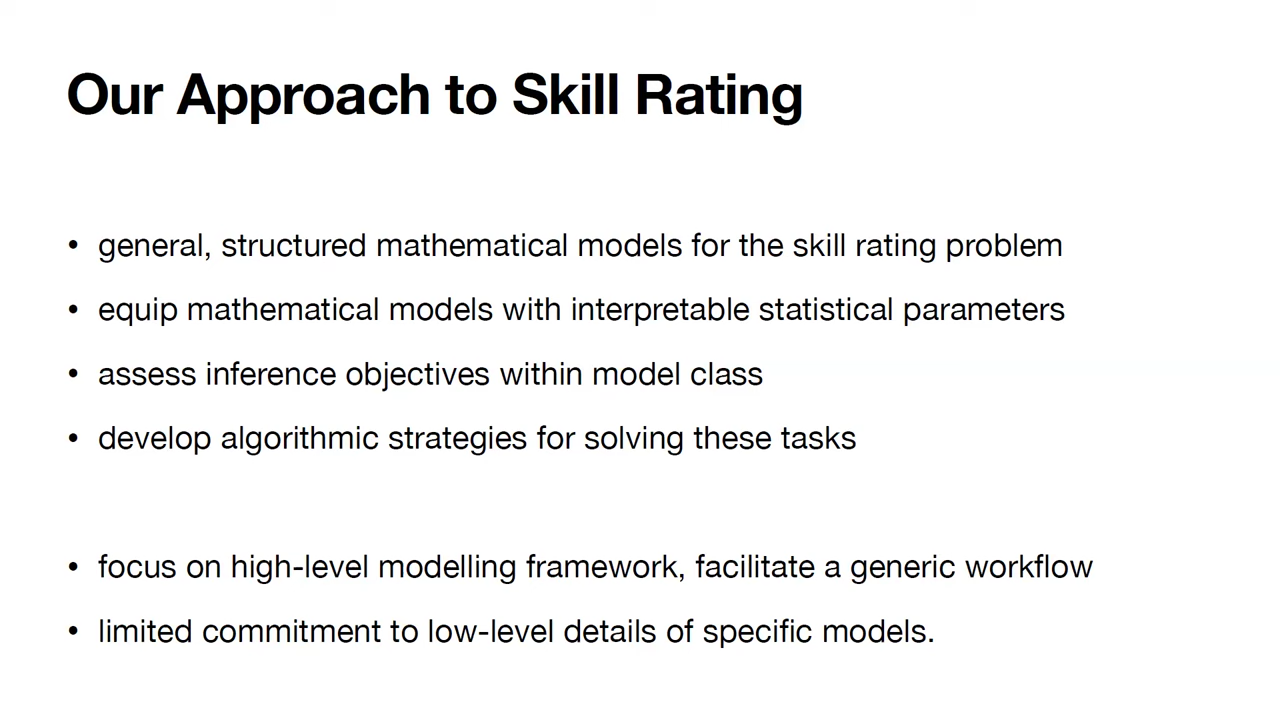 Our Approach to Skill Rating
• general, structured mathematical models for the skill rating problem
• equip mathematical models with interpretable statistical parameters
• assess inference objectives within model class
• develop algorithmic strategies for solving these tasks
• focus on high-level modelling framework, facilitate a generic workflow
• limited commitment to low-level details of specific models.